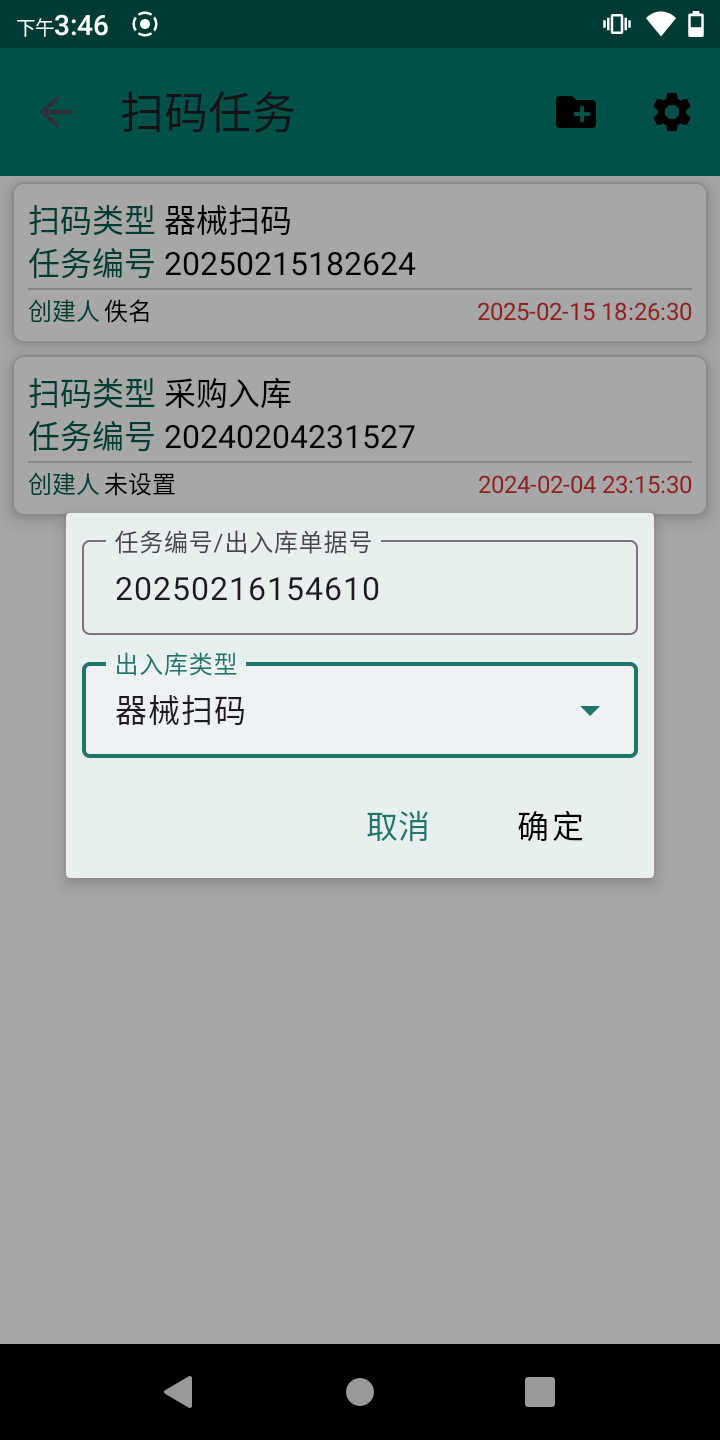 下午3:46
扫码任务
扫码类型 器械扫码
任务编号 20250215182624
创建人 佚名 2025-02-15 18:26:30
扫码类型 采购入库
任务编号 20240204231527
创建人 未设置 2024-02-04 23:15:30
任务编号/出入库单据号
20250216154610
出入库类型
器械扫码
取消 确定